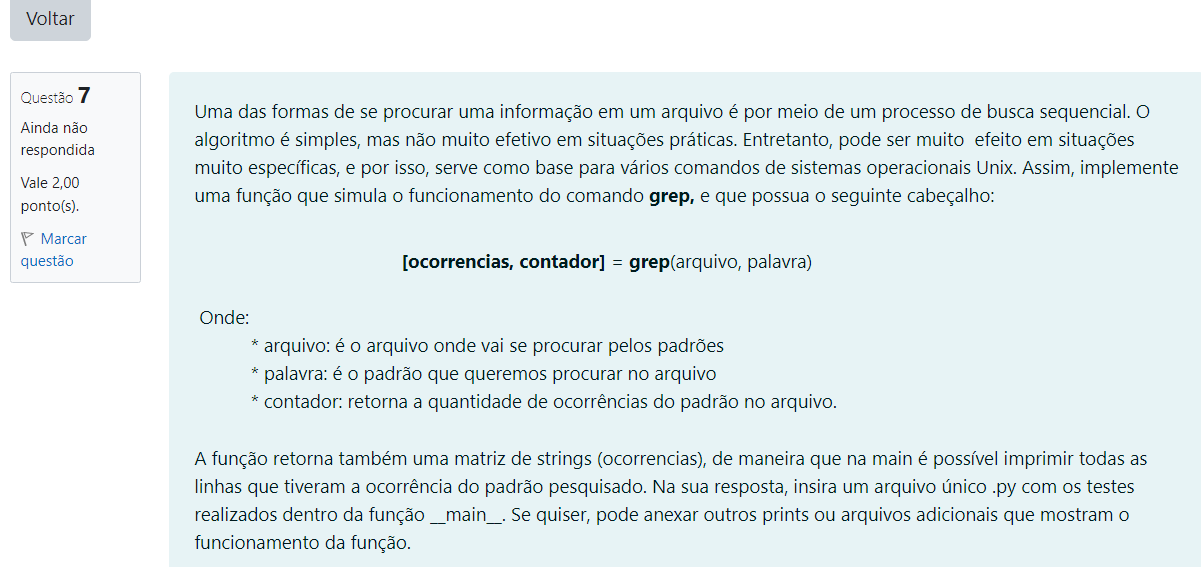 Voltar
Questão 7
Ainda não
respondida
Vale 2,00
ponto(s).
Marcar
questão
Uma das formas de se procurar uma informação em um arquivo é por meio de um processo de busca sequencial. O
algoritmo é simples, mas não muito efetivo em situações práticas. Entretanto, pode ser muito  efeito em situações
muito específicas, e por isso, serve como base para vários comandos de sistemas operacionais Unix. Assim, implemente
uma função que simula o funcionamento do comando grep, e que possua o seguinte cabeçalho:
[ocorrencias, contador] = grep(arquivo, palavra)
Onde:
* arquivo: é o arquivo onde vai se procurar pelos padrões
* palavra: é o padrão que queremos procurar no arquivo
* contador: retorna a quantidade de ocorrências do padrão no arquivo.
A função retorna também uma matriz de strings (ocorrencias), de maneira que na main é possível imprimir todas as
linhas que tiveram a ocorrência do padrão pesquisado. Na sua resposta, insira um arquivo único .py com os testes
realizados dentro da função __main__. Se quiser, pode anexar outros prints ou arquivos adicionais que mostram o
funcionamento da função.